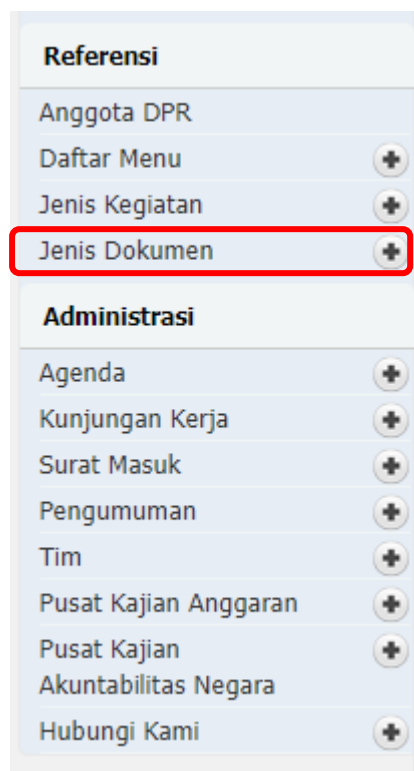 Referensi
Anggota DPR
Daftar Menu
Jenis Kegiatan
Jenis Dokumen
Administrasi
Agenda
Kunjungan Kerja
Surat Masuk
Pengumuman
Tim
Pusat Kajian Anggaran
Pusat Kajian
Akuntabilitas Negara
Hubungi Kami